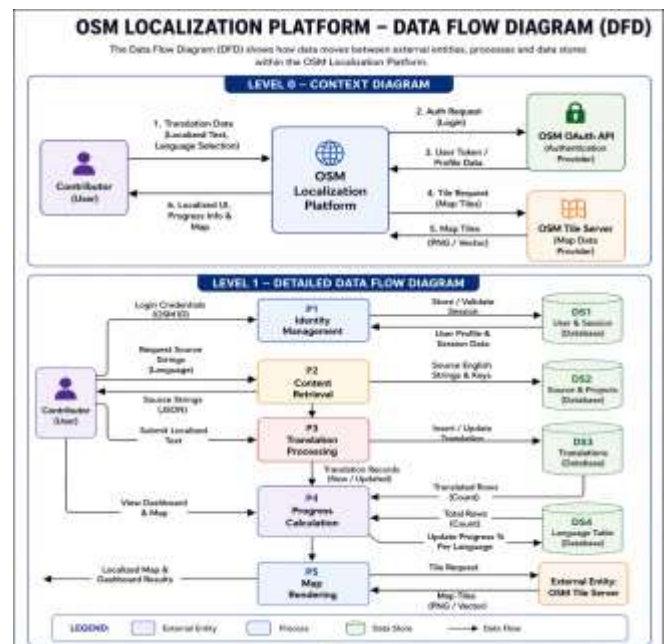 OSM LOCALIZATION PLATFORM – DATA FLOW DIAGRAM (DFD)
The Data Flow Diagram (DFD) shows how data moves between external entities, processes and data stores
within the OSM Localization Platform.
LEVEL 0 – CONTEXT DIAGRAM
1. Translation Data
(Localized Text,
Language Selection)
2. Auth Request
(Login)
OSM OAuth API
(Authentication
Provider)
Contributor
(User)
OSM
Localization
Platform
3. User Token /
Profile Data
6. Localized UI,
Progress Info &
Map
4. Tile Request
(Map Tiles)
5. Map Tiles
(PNG / Vector)
OSM Tile Server
(Map Data
Provider)
LEVEL 1 – DETAILED DATA FLOW DIAGRAM
Login Credentials
(OSM ID)
P1
Identity
Management
Store / Validate
Session
User Profile &
Session Data
DS1
User & Session
(Database)
Request Source
Strings
(Language)
P2
Content
Retrieval
Source English
Strings & Keys
DS2
Source & Projects
(Database)
Contributor
(User)
Source Strings
(JSON)
Submit Localized
Text
P3
Translation
Processing
Insert / Update
Translation
DS3
Translations
(Database)
Translation Records
(New / Updated)
Translated Rows
(Count)
View Dashboard
& Map
P4
Progress
Calculation
Total Rows
(Count)
Update Progress %
Per Language
DS4
Language Table
(Database)
Localized Map &
Dashboard Results
P5
Map
Rendering
Tile Request
Map Tiles
(PNG / Vector)
External Entity:
OSM Tile Server
LEGEND:
External Entity
Process
Data Store
Data Flow